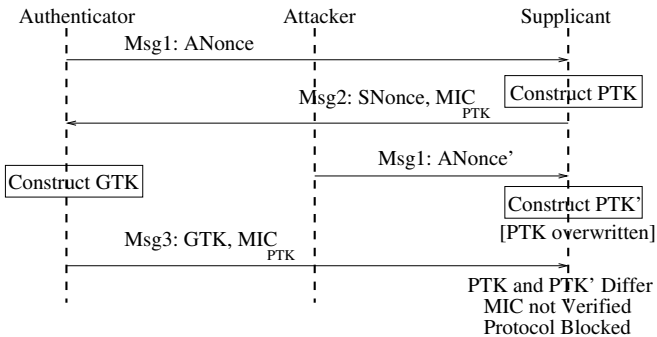 Authenticator Attacker Supplicant
Msg1: ANonce
Construct PTK
Msg2: SNonce, MIC PTK
Msg1: ANonce'
Construct GTK
Construct PTK'
[PTK overwritten]
Msg3: GTK, MIC PTK
PTK and PTK' Differ
MIC not Verified
Protocol Blocked